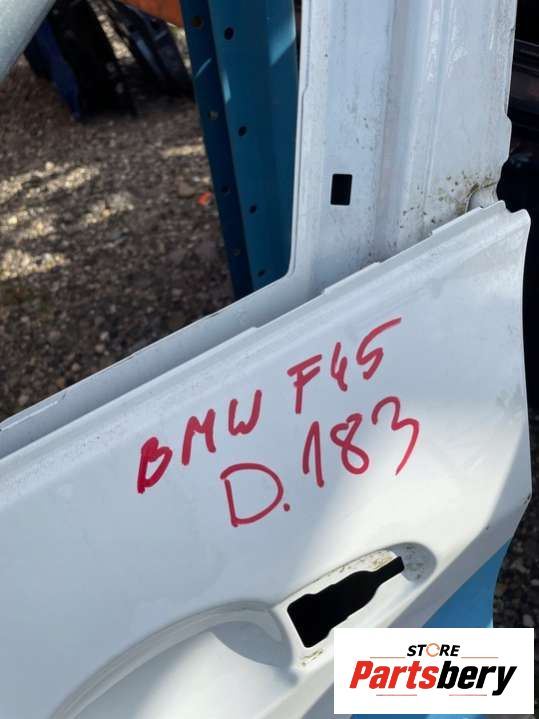 BMW F45
D.183
STORE
Partsbery